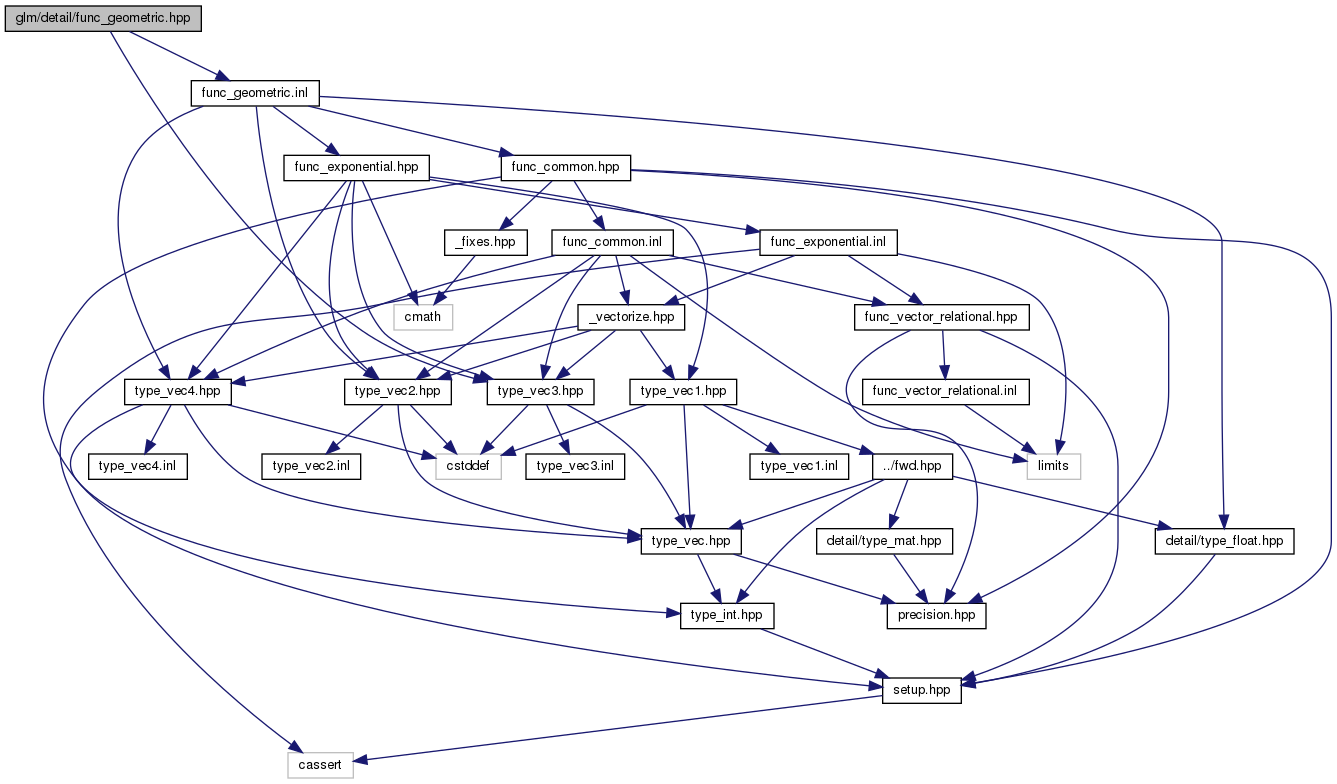 glm/detail/func_geometric.hpp
func_geometric.inl
func_exponential.hpp
func_common.hpp
_fixes.hpp
func_common.inl
func_exponential.inl
cmath
_vectorize.hpp
func_vector_relational.hpp
type_vec4.hpp
type_vec2.hpp
type_vec3.hpp
type_vec1.hpp
func_vector_relational.inl
type_vec4.inl
type_vec2.inl
cstddef
type_vec3.inl
type_vec1.inl
../fwd.hpp
limits
type_vec.hpp
detail/type_mat.hpp
detail/type_float.hpp
type_int.hpp
precision.hpp
setup.hpp
cassert